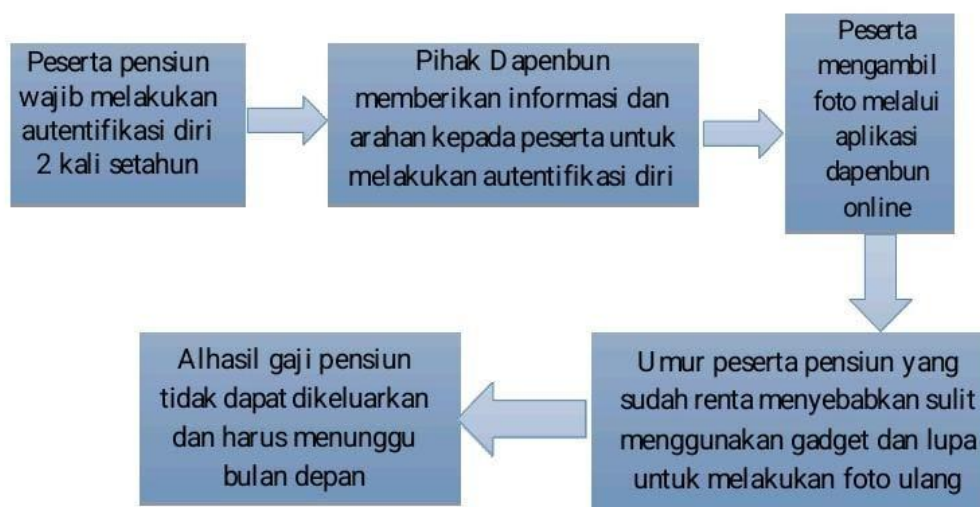 Peserta pensiun
wajib melakukan
autentifikasi diri
2 kali setahun
Pihak Dapenbun
memberikan informasi dan
arahan kepada peserta untuk
melakukan autentifikasi diri
Peserta
mengambil
foto melalui
aplikasi
dapenbun
online
Umur peserta pensiun yang
sudah renta menyebabkan sulit
menggunakan gadget dan lupa
untuk melakukan foto ulang
Alhasil gaji pensiun
tidak dapat dikeluarkan
dan harus menunggu
bulan depan